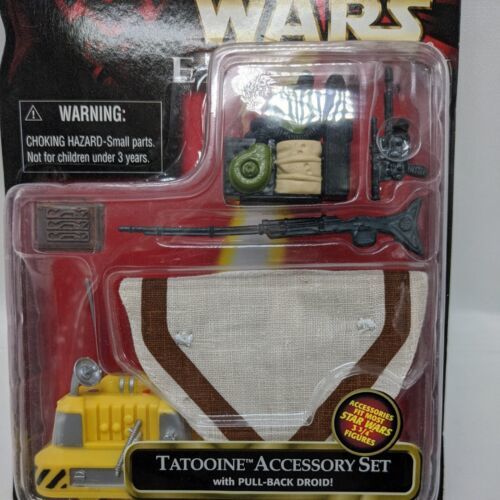 WARS
E
WARNING:
CHOKING HAZARD-Small parts.
Not for children under 3 years.
ACCESSORIES
FIT MOST
STAR WARS
3 3/4"
FIGURES
TATOOINE™ ACCESSORY SET
with PULL-BACK DROID!